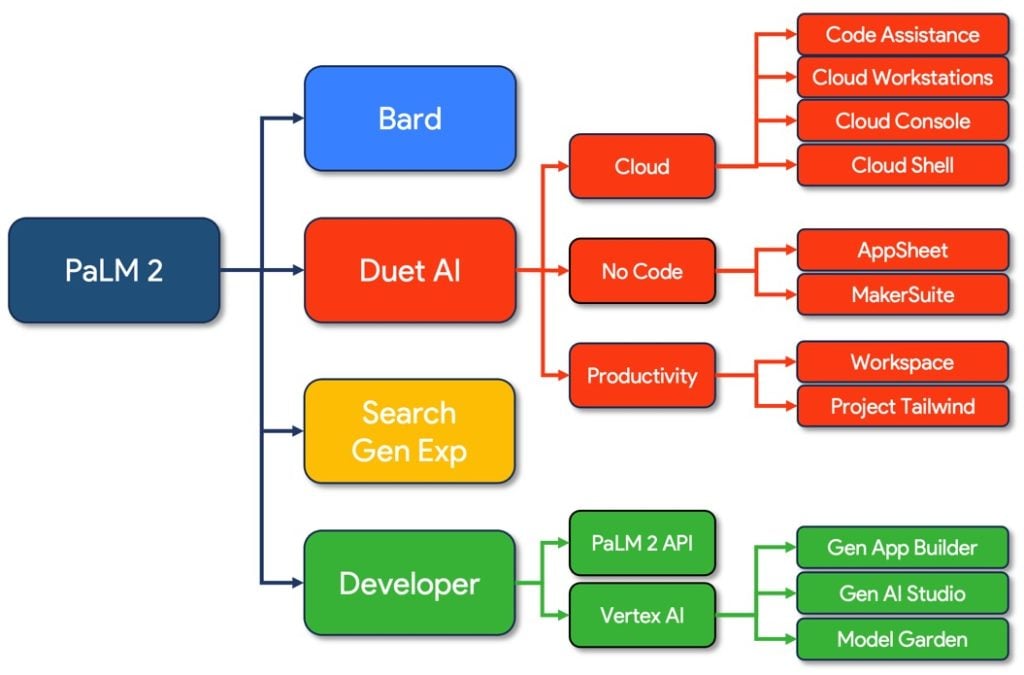 PaLM 2
Bard
Duet AI
Search
Gen Exp
Developer
Cloud
No Code
Productivity
PaLM 2 API
Vertex AI
Code Assistance
Cloud Workstations
Cloud Console
Cloud Shell
AppSheet
MakerSuite
Workspace
Project Tailwind
Gen App Builder
Gen AI Studio
Model Garden